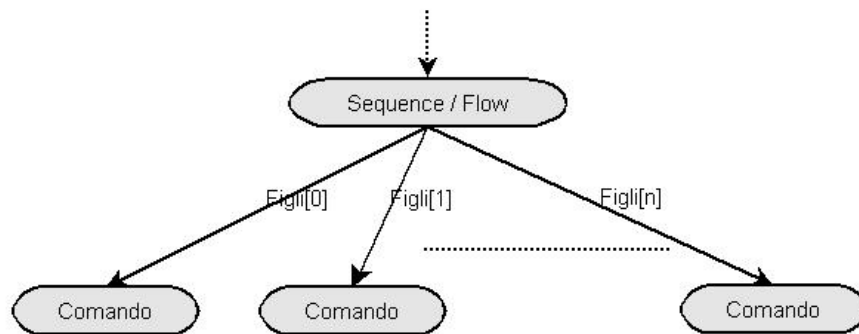 Sequence / Flow
Figli[0]
Figli[1]
Figli[n]
Comando
Comando
Comando